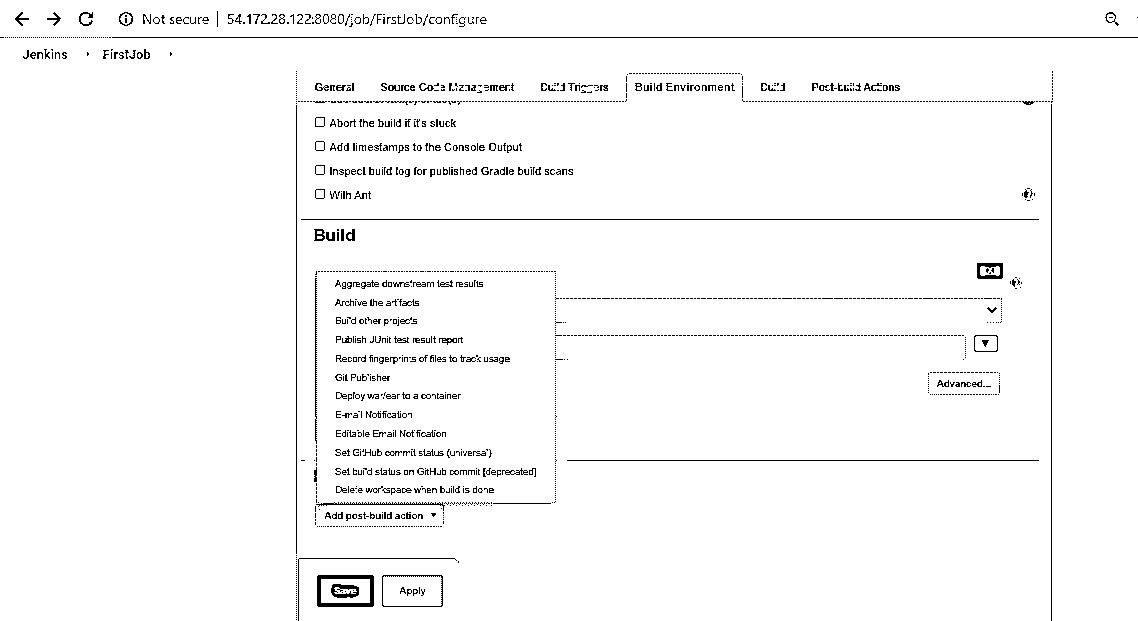 Not secure | 54.172.28.122:8080/job/FirstJob/configure
Jenkins FirstJob
General Source Code Management Build Triggers Build Environment Build Post-build Actions
Abort the build if it's stuck
Add timestamps to the Console Output
Inspect build log for published Gradle build scans
With Ant
Build
X
Aggregate downstream test results
Archive the artifacts
Build other projects
Publish JUnit test result report
Record fingerprints of files to track usage
Git Publisher
Deploy war/ear to a container
Advanced...
E-mail Notification
Editable Email Notification
Set GitHub commit status (universal)
Set build status on GitHub commit [deprecated]
Delete workspace when build is done
Add post-build action
Save Apply